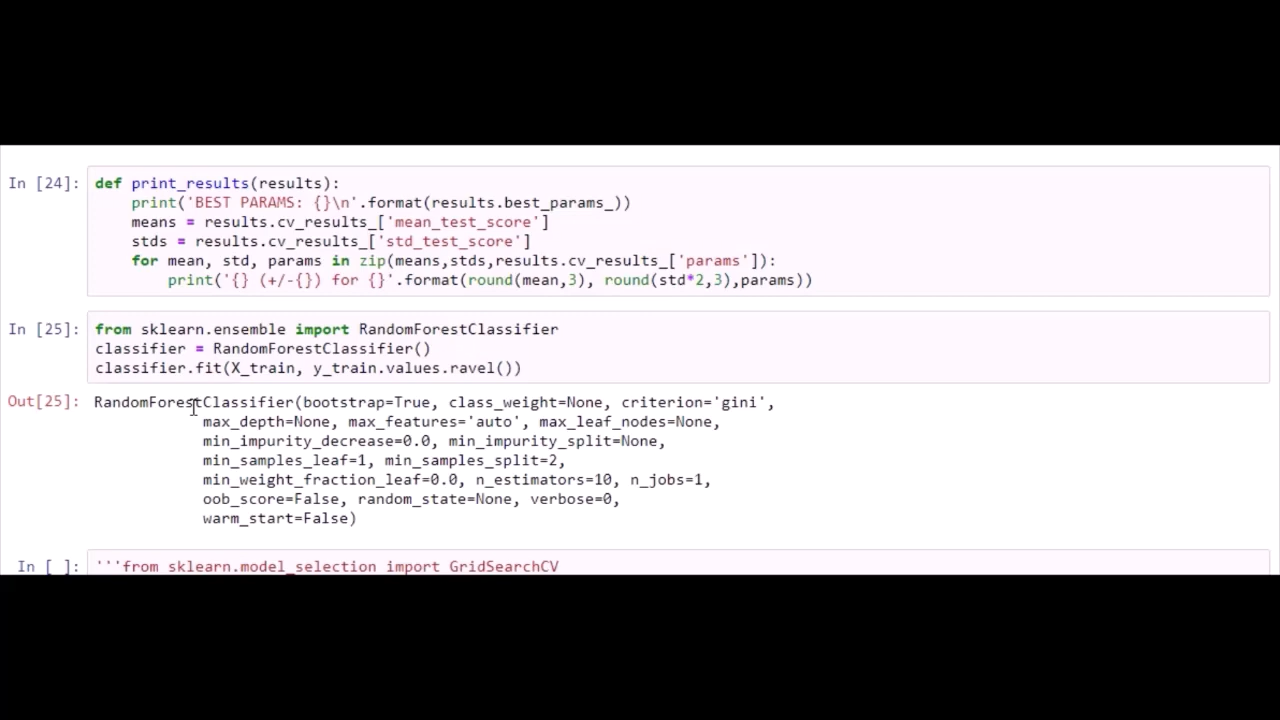 In [24]: def print_results(results):
print('BEST PARAMS: {}\n'.format(results.best_params_))
means = results.cv_results_['mean_test_score']
stds = results.cv_results_['std_test_score']
for mean, std, params in zip(means,stds,results.cv_results_['params']):
print('{} (+/-{}) for {}'.format(round(mean,3), round(std*2,3),params))
In [25]: from sklearn.ensemble import RandomForestClassifier
classifier = RandomForestClassifier()
classifier.fit(X_train, y_train.values.ravel())
Out[25]: RandomForestClassifier(bootstrap=True, class_weight=None, criterion='gini',
max_depth=None, max_features='auto', max_leaf_nodes=None,
min_impurity_decrease=0.0, min_impurity_split=None,
min_samples_leaf=1, min_samples_split=2,
min_weight_fraction_leaf=0.0, n_estimators=10, n_jobs=1,
oob_score=False, random_state=None, verbose=0,
warm_start=False)
In [ ]: '''from sklearn.model_selection import GridSearchCV